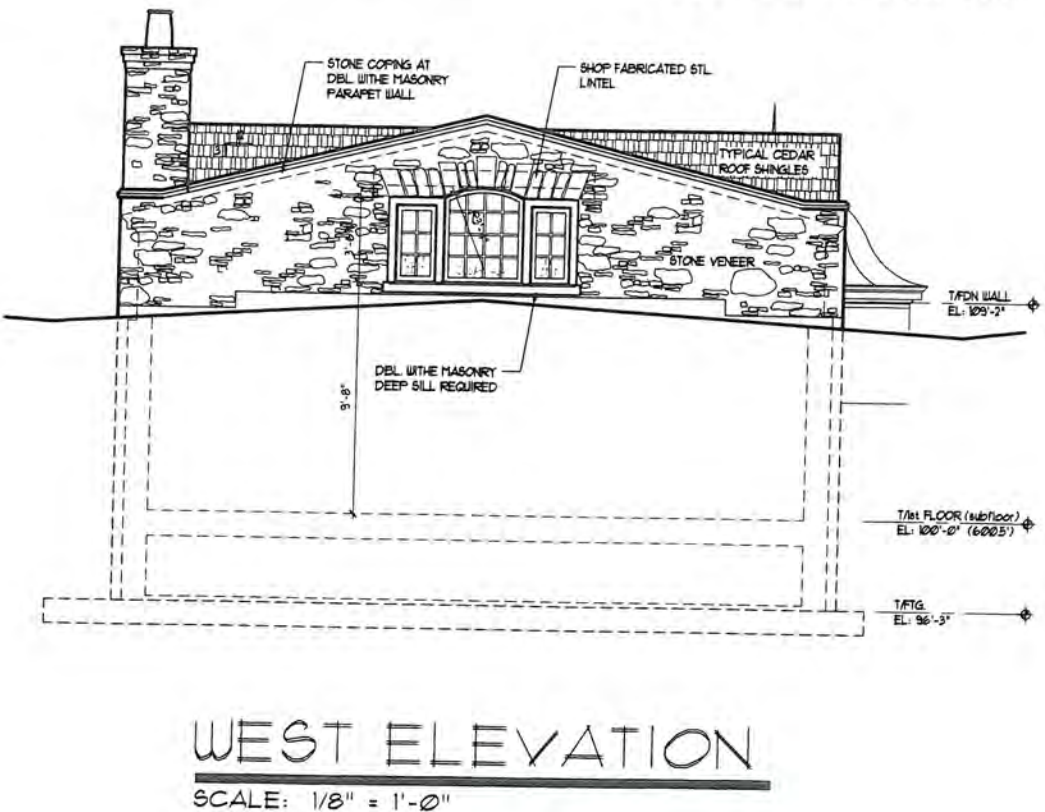 STONE COPING AT
DBL. WITHE MASONRY
PARAPET WALL
SHOP FABRICATED STL.
LINTEL
TYPICAL CEDAR
ROOF SHINGLES
STONE VENEER
T/FDN WALL
EL: 109'-2"
DBL. WITHE MASONRY
DEEP SILL REQUIRED
9'-8"
T/1st FLOOR (subfloor)
EL: 100'-0" (6005')
T/FTG.
EL: 96'-3"
WEST ELEVATION
SCALE: 1/8" = 1'-0"